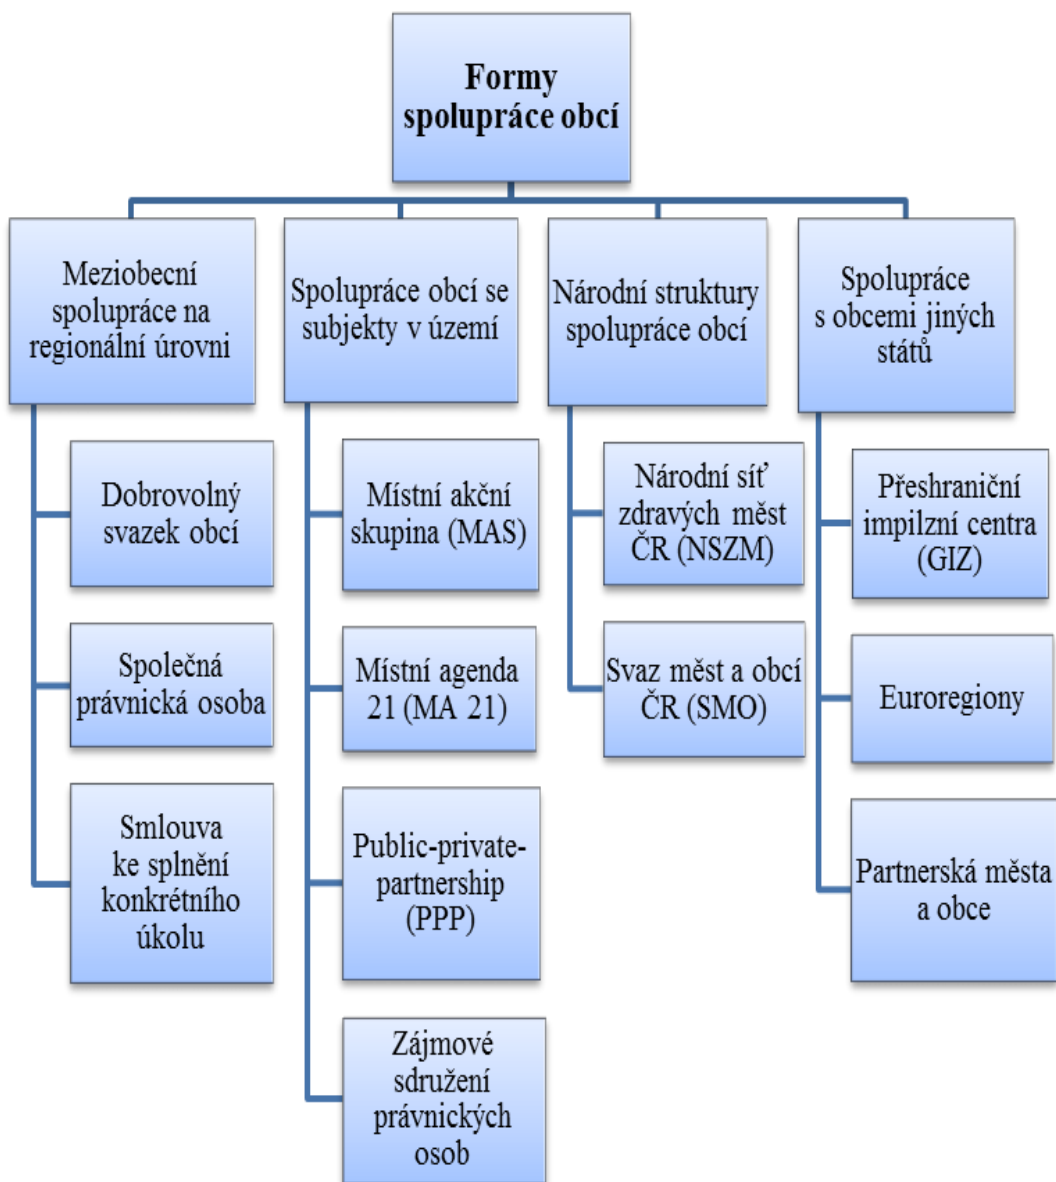 Formy
spolupráce obcí
Meziobecní
spolupráce na
regionální úrovni
Dobrovolný
svazek obcí
Společná
právnická osoba
Smlouva
ke splnění
konkrétního
úkolu
Spolupráce obcí se
subjekty v území
Místní akční
skupina (MAS)
Místní agenda
21 (MA 21)
Public-private-
partnership
(PPP)
Zájmové
sdružení
právnických
osob
Národní struktury
spolupráce obcí
Národní síť
zdravých měst
ČR (NSZM)
Svaz měst a obcí
ČR (SMO)
Spolupráce
s obcemi jiných
států
Přeshraniční
impilzní centra
(GIZ)
Euroregiony
Partnerská města
a obce